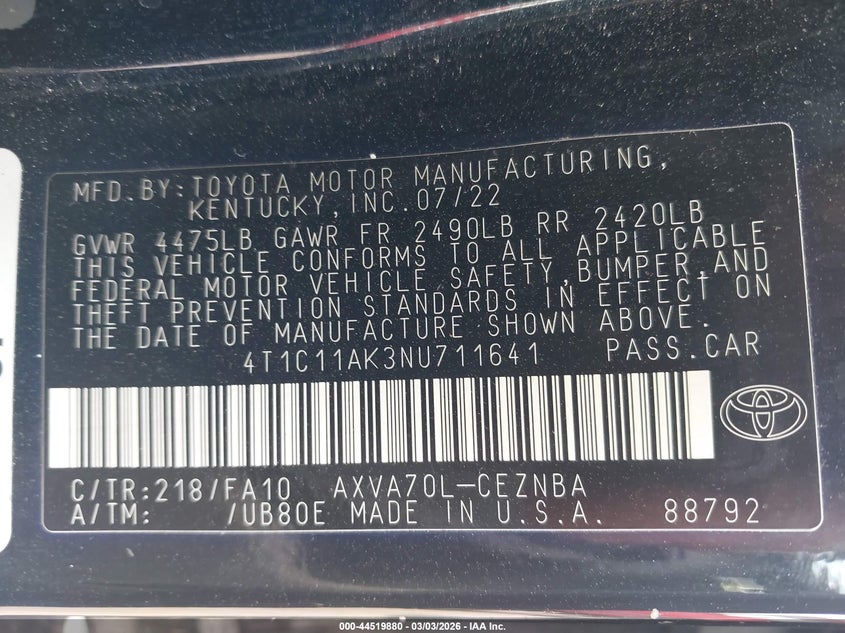 MFD.BY:TOYOTA MOTOR MANUFACTURING,
KENTUCKY,INC.07/22
GVWR 4475LB GAWR FR 2490LB RR 2420LB
THIS VEHICLE CONFORMS TO ALL APPLICABLE
FEDERAL MOTOR VEHICLE SAFETY,BUMPER,AND
THEFT PREVENTION STANDARDS IN EFFECT ON
THE DATE OF MANUFACTURE SHOWN ABOVE.
4T1C11AK3NU711641 PASS.CAR
C/TR:218/FA10 AXVA70L-CEZNBA
A/TM: /UB80E MADE IN U.S.A. 88792
000-44519880 - 03/03/2026 - IAA Inc.